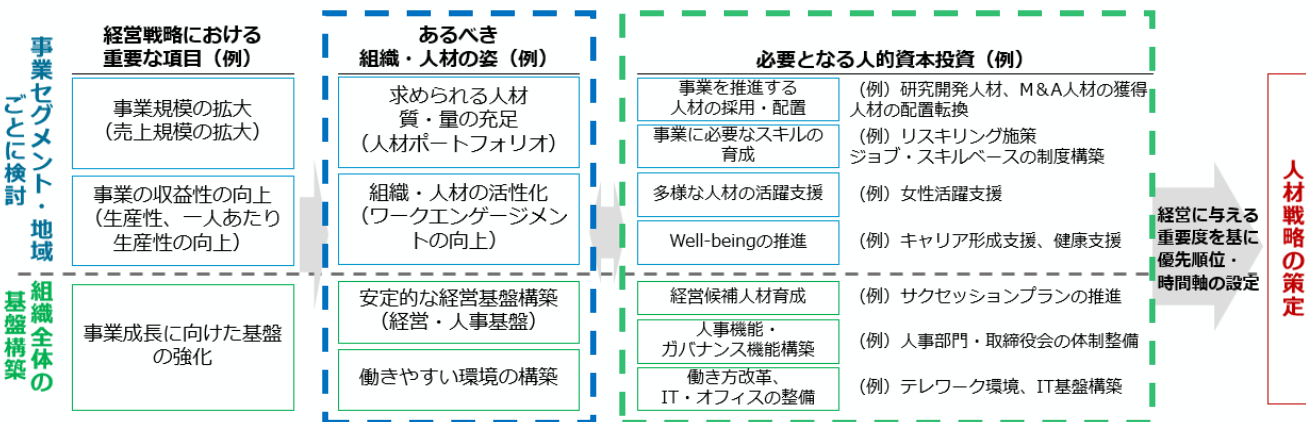 事業セグメント・地域
ごとに検討
経営戦略における
重要な項目（例）
事業規模の拡大
（売上規模の拡大）
事業の収益性の向上
（生産性、一人あたり
生産性の向上）
あるべき
組織・人材の姿（例）
求められる人材
質・量の充足
（人材ポートフォリオ）
組織・人材の活性化
（ワークエンゲージメン
トの向上）
必要となる人的資本投資（例）
事業を推進する
人材の採用・配置
（例）研究開発人材、M＆A人材の獲得
人材の配置転換
事業に必要なスキルの
育成
（例）リスキリング施策
ジョブ・スキルベースの制度構築
多様な人材の活躍支援
（例）女性活躍支援
Well-beingの推進
（例）キャリア形成支援、健康支援
組織全体の
基盤構築
事業成長に向けた基盤
の強化
安定的な経営基盤構築
（経営・人事基盤）
働きやすい環境の構築
経営候補人材育成
（例）サクセッションプランの推進
人事機能・
ガバナンス機能構築
（例）人事部門・取締役会の体制整備
働き方改革、
IT・オフィスの整備
（例）テレワーク環境、IT基盤構築
経営に与える
重要度を基に
優先順位・
時間軸の設定
人材戦略の策定